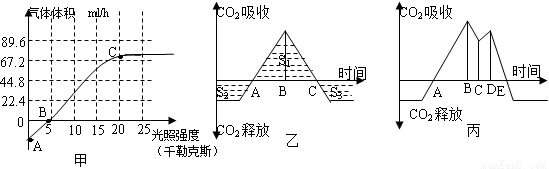 气体体积 ml/h
89.6
67.2
44.8
22.4
0
A
B
C
5 10 15 20 25
光照强度
(千勒克斯)
甲
CO₂吸收
S₁
S₂
S₃
A B C
时间
CO₂释放
乙
CO₂吸收
A B C D E
时间
CO₂释放
丙